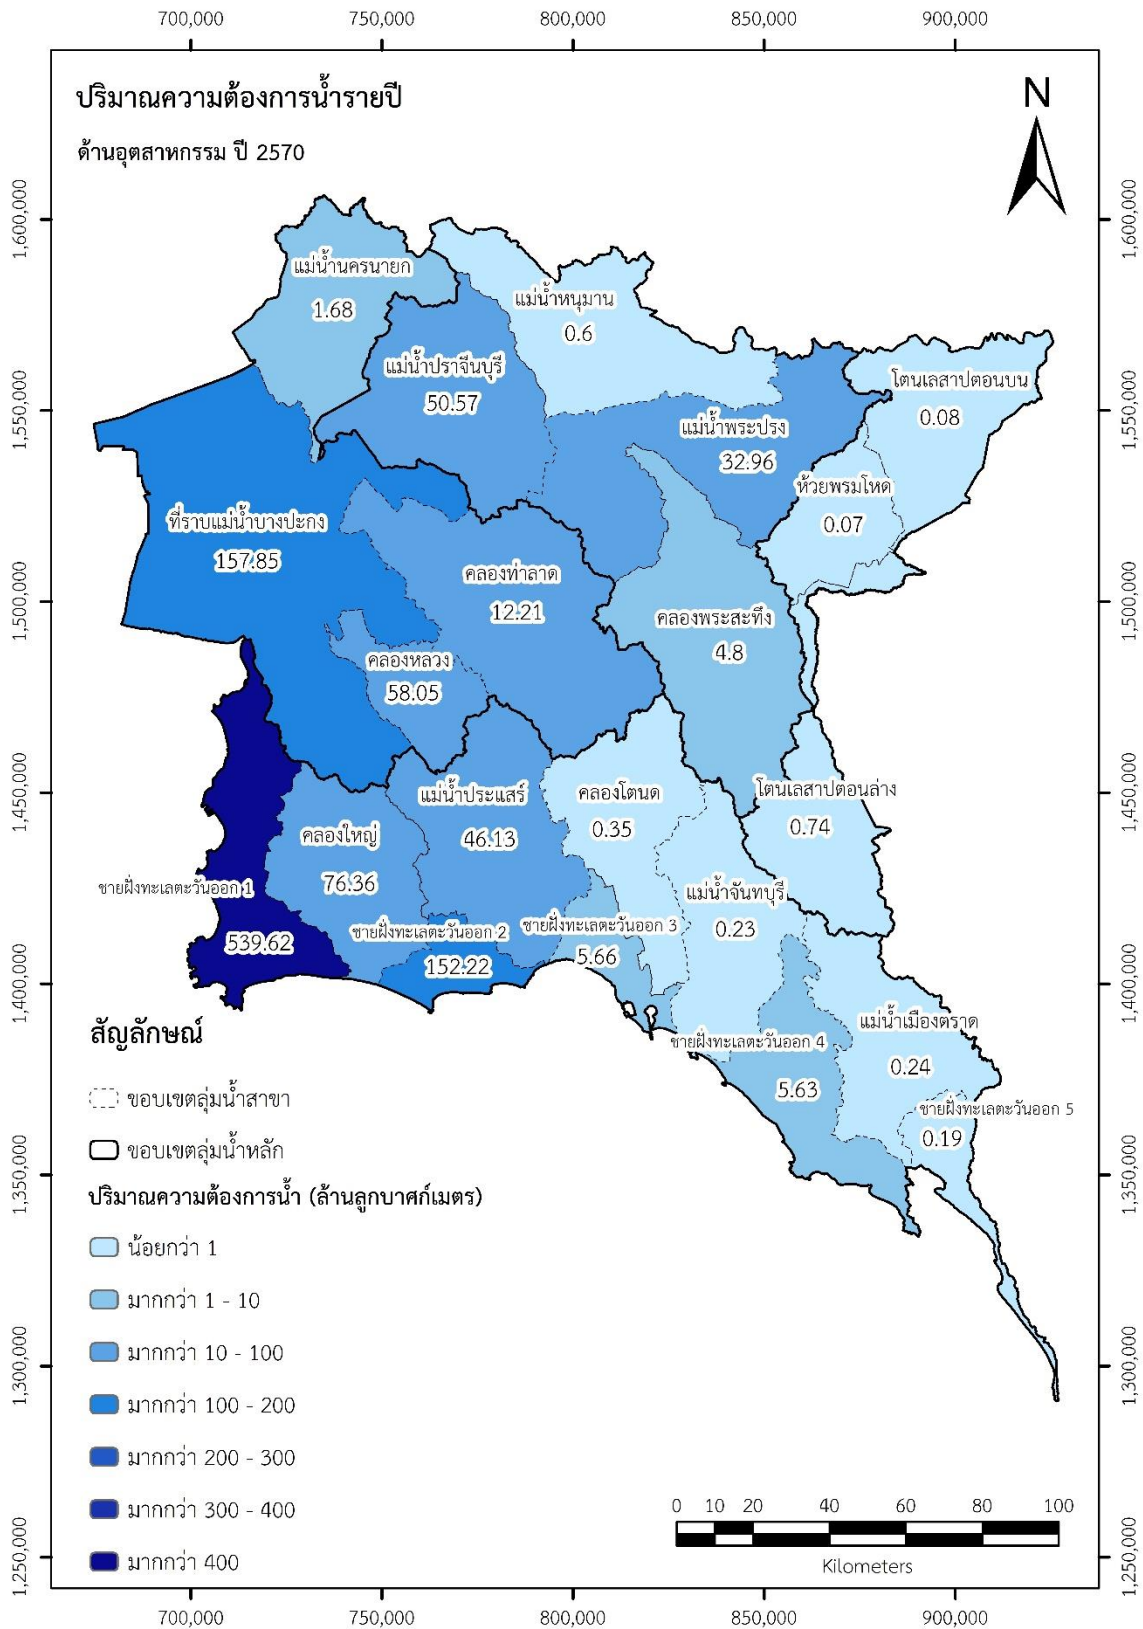 700,000 750,000 800,000 850,000 900,000
ปริมาณความต้องการน้ำรายปี
ด้านอุตสาหกรรม ปี 2570
N
1,600,000 1,600,000
1,550,000 1,550,000
1,500,000 1,500,000
1,450,000 1,450,000
1,400,000 1,400,000
1,350,000 1,350,000
1,300,000 1,300,000
1,250,000 1,250,000
แม่น้ำนครนายก
1.68
แม่น้ำหนุมาน
0.6
แม่น้ำปราจีนบุรี
50.57
โตนเลสาปตอนบน
0.08
แม่น้ำพระปรง
32.96
ห้วยพรมโหด
0.07
ที่ราบแม่น้ำบางปะกง
157.85
คลองท่าลาด
12.21
คลองพระสะทึง
4.8
คลองหลวง
58.05
แม่น้ำประแสร์
46.13
คลองโตนด
0.35
โตนเลสาปตอนล่าง
0.74
คลองใหญ่
76.36
ชายฝั่งทะเลตะวันออก 1
539.62
แม่น้ำจันทบุรี
0.23
ชายฝั่งทะเลตะวันออก 2
152.22
ชายฝั่งทะเลตะวันออก 3
5.66
แม่น้ำเมืองตราด
0.24
ชายฝั่งทะเลตะวันออก 4
5.63
ชายฝั่งทะเลตะวันออก 5
0.19
สัญลักษณ์
ขอบเขตลุ่มน้ำสาขา
ขอบเขตลุ่มน้ำหลัก
ปริมาณความต้องการน้ำ (ล้านลูกบาศก์เมตร)
น้อยกว่า 1
มากกว่า 1 - 10
มากกว่า 10 - 100
มากกว่า 100 - 200
มากกว่า 200 - 300
มากกว่า 300 - 400
มากกว่า 400
0 10 20 40 60 80 100
Kilometers
700,000 750,000 800,000 850,000 900,000